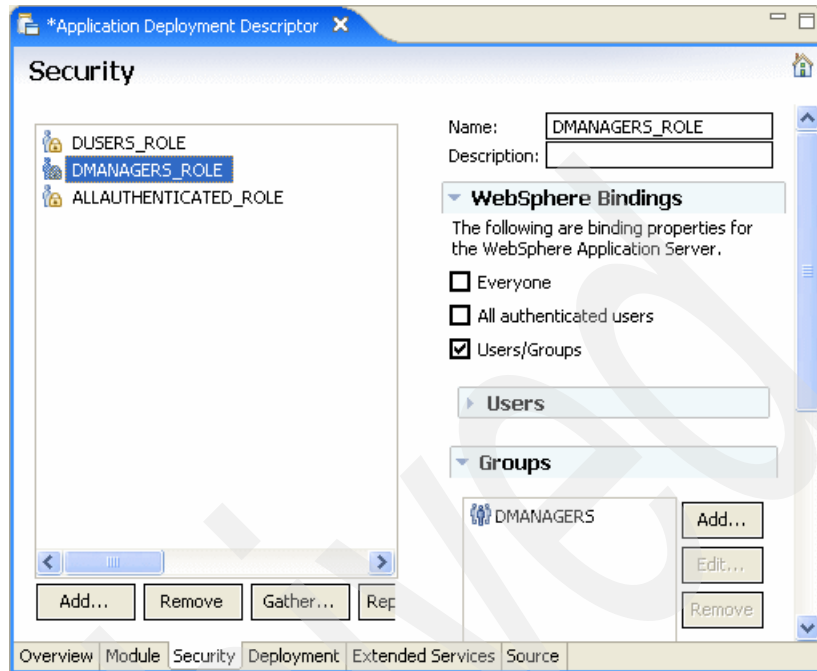 *Application Deployment Descriptor
Security
DUSERS_ROLE
DMANAGERS_ROLE
ALLAUTHENTICATED_ROLE
Add...
Remove
Gather...
Name:
DMANAGERS_ROLE
Description:
WebSphere Bindings
The following are binding properties for
the WebSphere Application Server.
Everyone
All authenticated users
Users/Groups
Users
Groups
DMANAGERS
Add...
Edit...
Remove
Overview
Module
Security
Deployment
Extended Services
Source